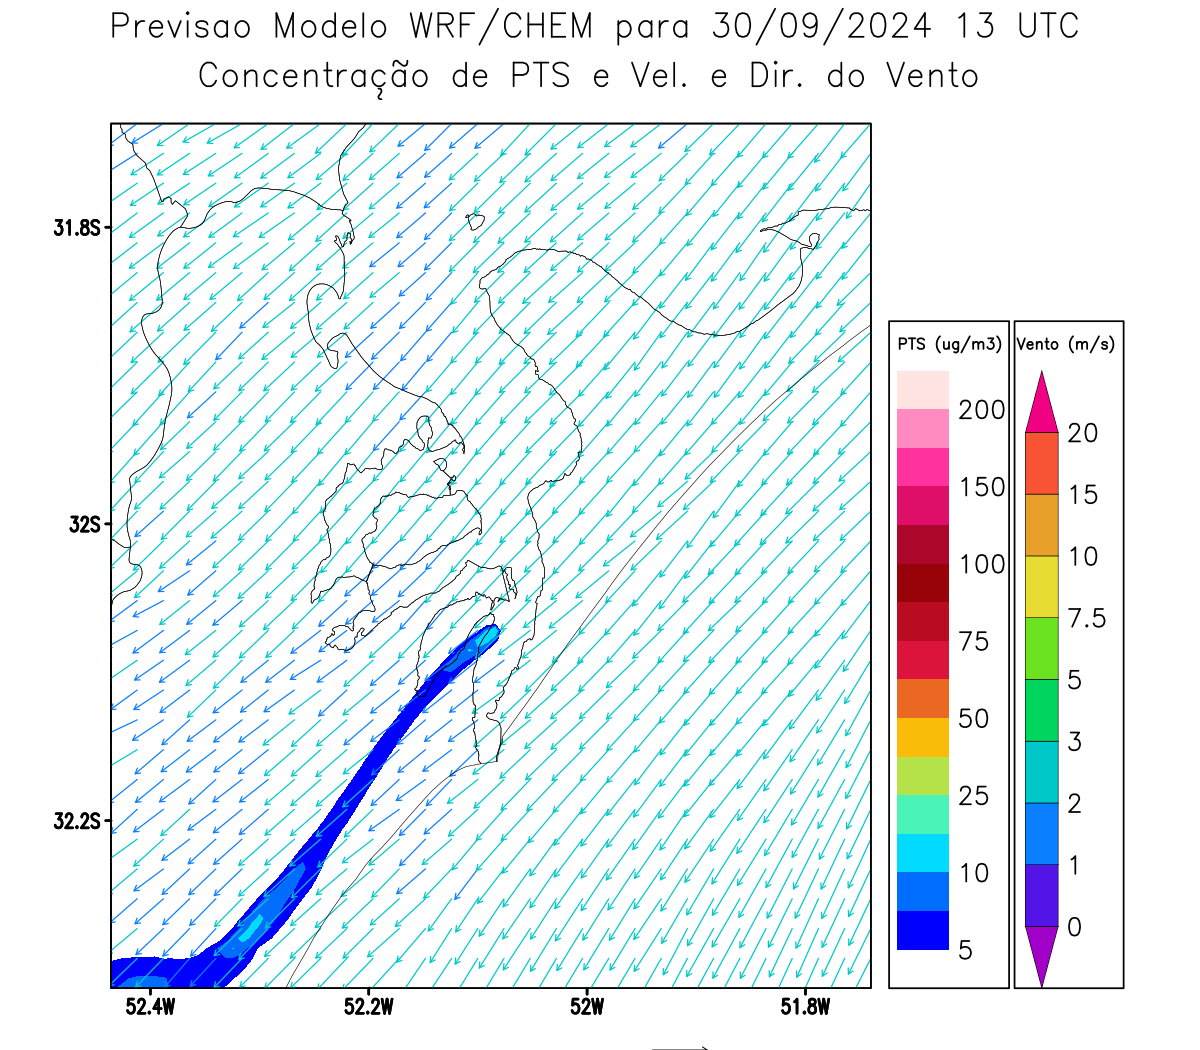 Previsao Modelo WRF/CHEM para 30/09/2024 13 UTC
Concentração de PTS e Vel. e Dir. do Vento
31.8S
32S
32.2S
52.4W
52.2W
52W
51.8W
PTS (ug/m3)
200
150
100
75
50
25
10
5
Vento (m/s)
20
15
10
7.5
5
3
2
1
0